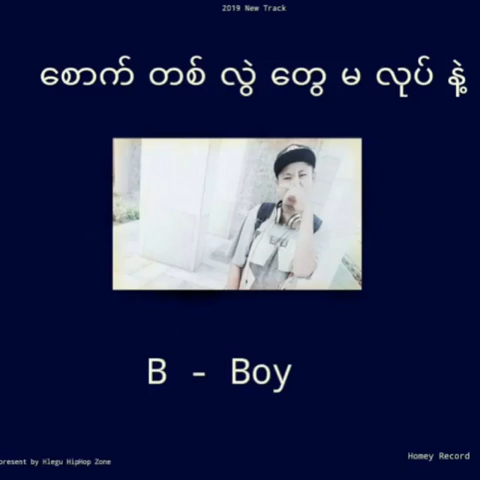 2019 New Track
စောက် တစ် လွဲ တွေ မ လုပ် နဲ့
B - Boy
present by Hlegu HipHop Zone
Homey Record